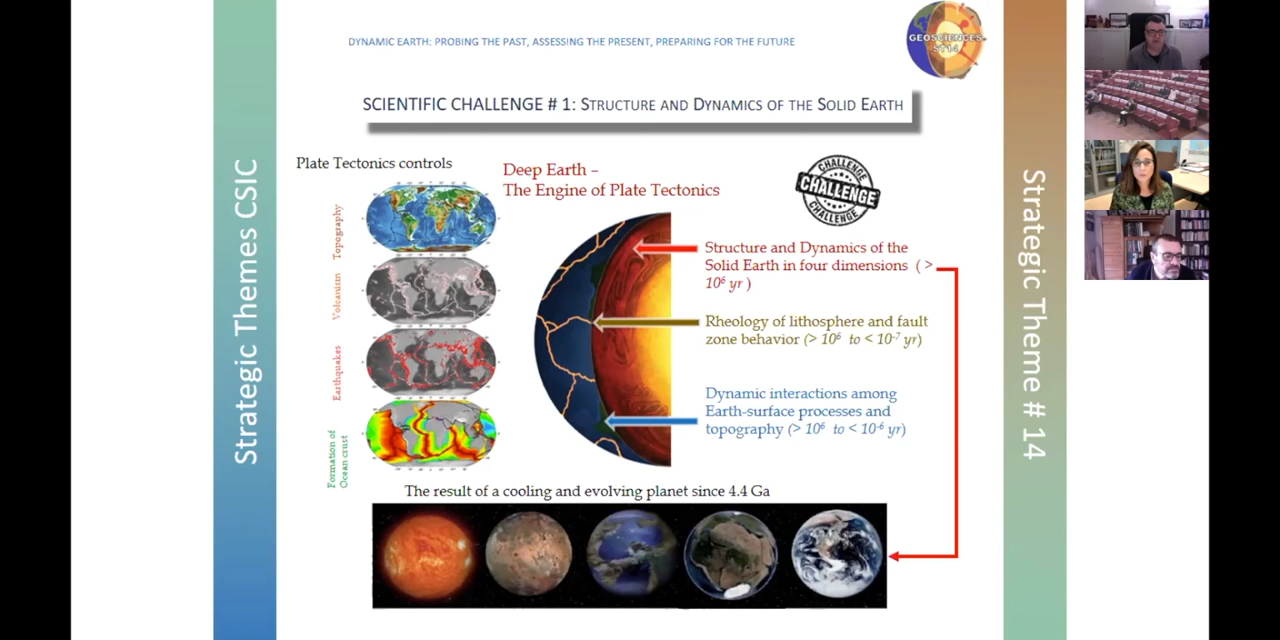 DYNAMIC EARTH: PROBING THE PAST, ASSESSING THE PRESENT, PREPARING FOR THE FUTURE
GEOSCIENCES-
ST14
SCIENTIFIC CHALLENGE # 1: STRUCTURE AND DYNAMICS OF THE SOLID EARTH
Strategic Themes CSIC
Plate Tectonics controls
Topography
Volcanism
Earthquakes
Formation of
Ocean crust
Deep Earth –
The Engine of Plate Tectonics
CHALLENGE
CHALLENGE
CHALLENGE
Structure and Dynamics of the
Solid Earth in four dimensions ( >
10⁶ yr )
Rheology of lithosphere and fault
zone behavior (> 10⁶ to < 10⁻⁷ yr)
Dynamic interactions among
Earth-surface processes and
topography (> 10⁶ to < 10⁻⁶ yr)
The result of a cooling and evolving planet since 4.4 Ga
Strategic Theme # 14